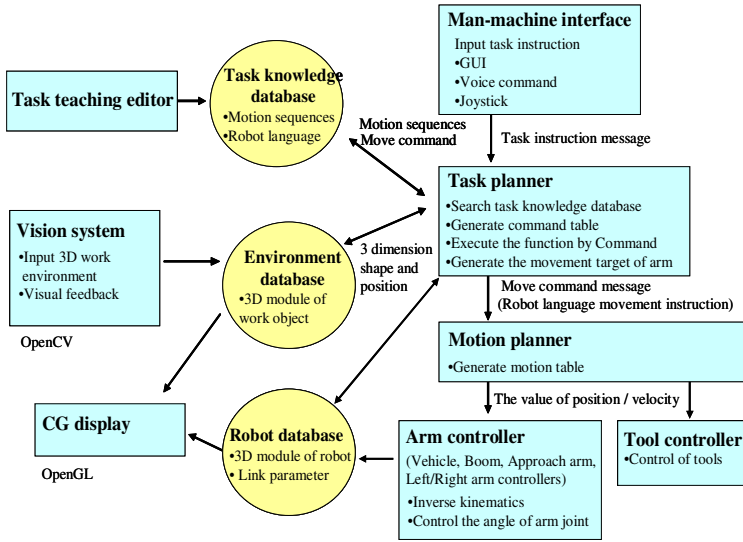 Man-machine interface
Input task instruction
•GUI
•Voice command
•Joystick
Task knowledge
database
•Motion sequences
•Robot language
Task teaching editor
Motion sequences
Move command
Task instruction message
Task planner
•Search task knowledge database
•Generate command table
•Execute the function by Command
•Generate the movement target of arm
Vision system
•Input 3D work
environment
•Visual feedback
OpenCV
Environment
database
•3D module of
work object
3 dimension
shape and
position
Move command message
(Robot language movement instruction)
Motion planner
•Generate motion table
The value of position / velocity
CG display
OpenGL
Robot database
•3D module of robot
• Link parameter
Arm controller
(Vehicle, Boom, Approach arm,
Left/Right arm controllers)
•Inverse kinematics
•Control the angle of arm joint
Tool controller
•Control of tools